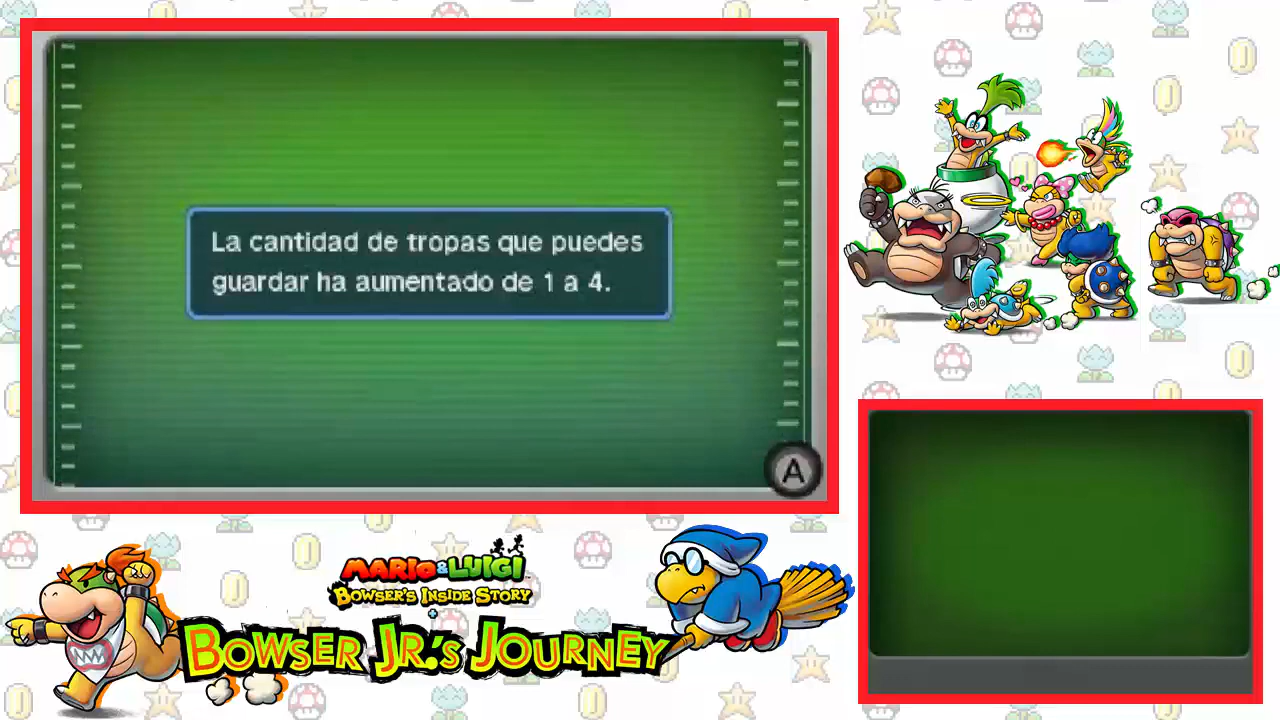 La cantidad de tropas que puedes
guardar ha aumentado de 1 a 4.
A
MARIO & LUIGI
BOWSER'S INSIDE STORY
+
BOWSER JR.'S JOURNEY